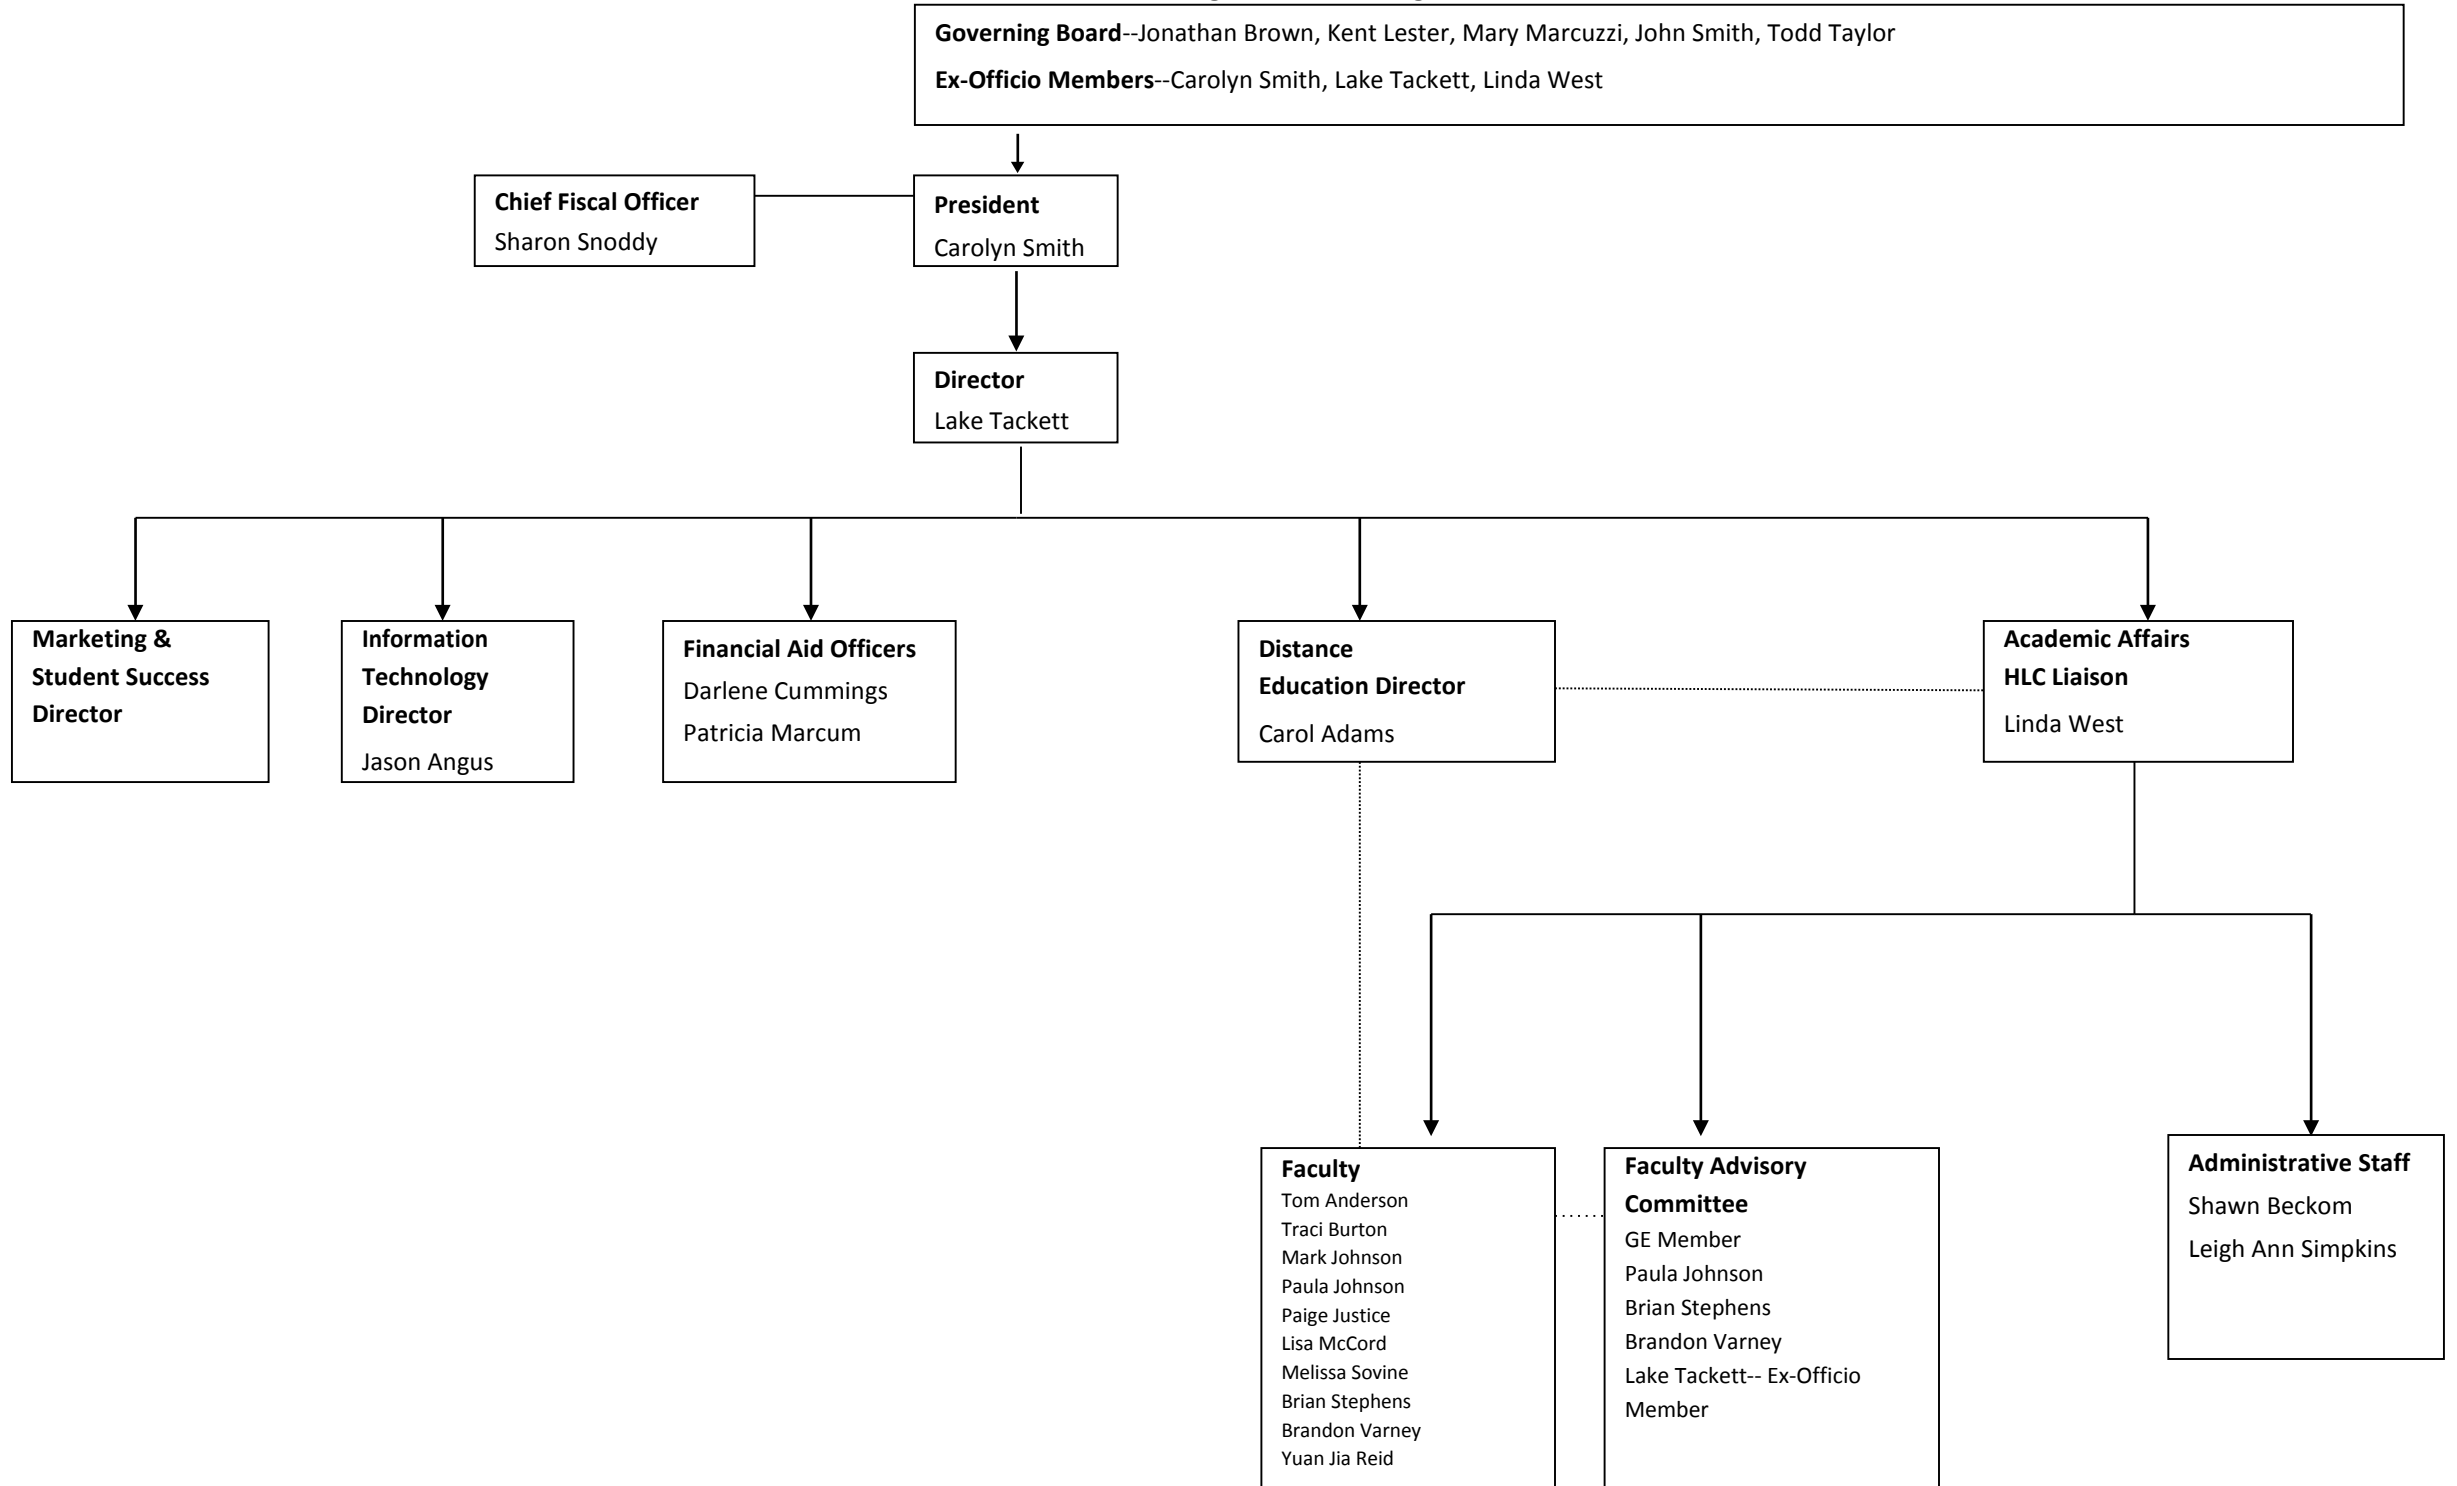 Governing Board--Jonathan Brown, Kent Lester, Mary Marcuzzi, John Smith, Todd Taylor
Ex-Officio Members--Carolyn Smith, Lake Tackett, Linda West
Chief Fiscal Officer
Sharon Snoddy
President
Carolyn Smith
Director
Lake Tackett
Marketing &
Student Success
Director
Information
Technology
Director
Jason Angus
Financial Aid Officers
Darlene Cummings
Patricia Marcum
Distance
Education Director
Carol Adams
Academic Affairs
HLC Liaison
Linda West
Faculty
Tom Anderson
Traci Burton
Mark Johnson
Paula Johnson
Paige Justice
Lisa McCord
Melissa Sovine
Brian Stephens
Brandon Varney
Yuan Jia Reid
Faculty Advisory
Committee
GE Member
Paula Johnson
Brian Stephens
Brandon Varney
Lake Tackett-- Ex-Officio
Member
Administrative Staff
Shawn Beckom
Leigh Ann Simpkins